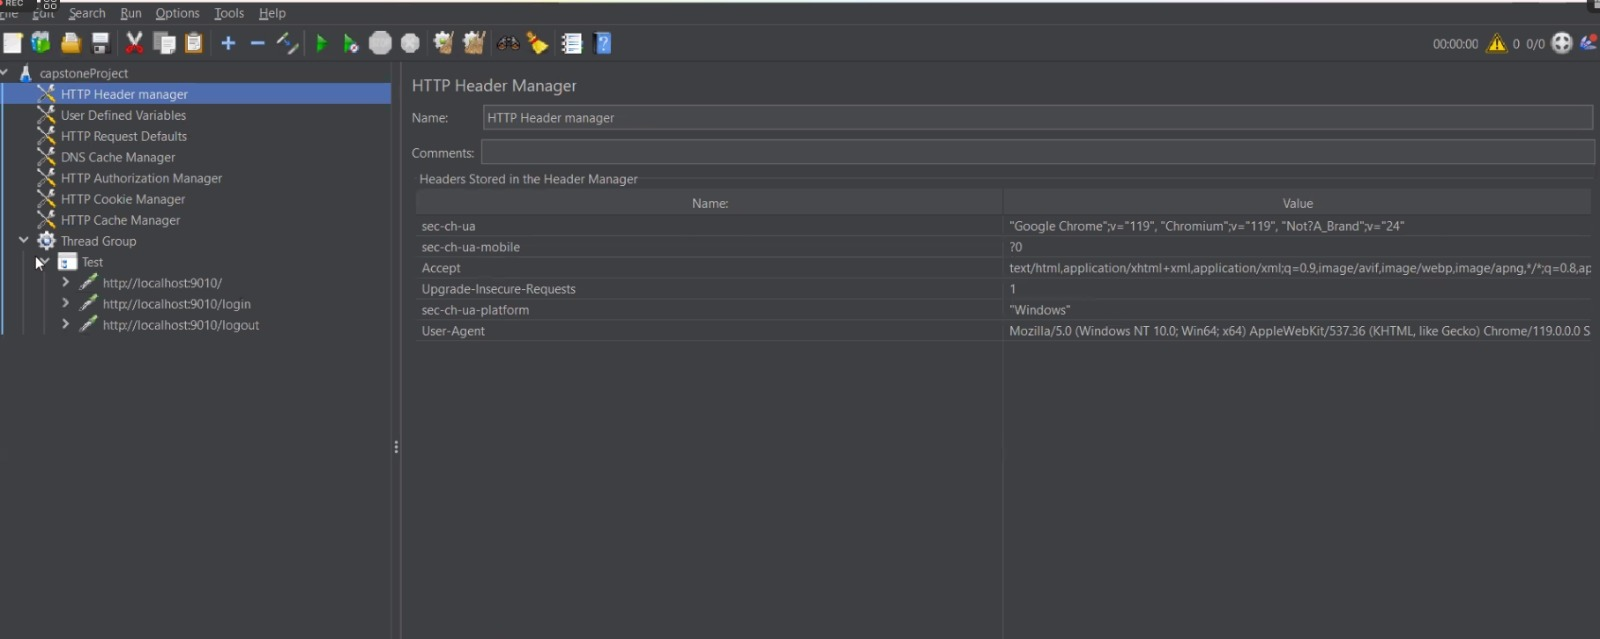 REC
File Edit Search Run Options Tools Help
00:00:00 0 0/0
capstoneProject
HTTP Header manager
User Defined Variables
HTTP Request Defaults
DNS Cache Manager
HTTP Authorization Manager
HTTP Cookie Manager
HTTP Cache Manager
Thread Group
Test
http://localhost:9010/
http://localhost:9010/login
http://localhost:9010/logout
HTTP Header Manager
Name: HTTP Header manager
Comments:
Headers Stored in the Header Manager
Name: Value
sec-ch-ua "Google Chrome";v="119", "Chromium";v="119", "Not?A_Brand";v="24"
sec-ch-ua-mobile ?0
Accept text/html,application/xhtml+xml,application/xml;q=0.9,image/avif,image/webp,image/apng,*/*;q=0.8,ap
Upgrade-Insecure-Requests 1
sec-ch-ua-platform "Windows"
User-Agent Mozilla/5.0 (Windows NT 10.0; Win64; x64) AppleWebKit/537.36 (KHTML, like Gecko) Chrome/119.0.0.0 S